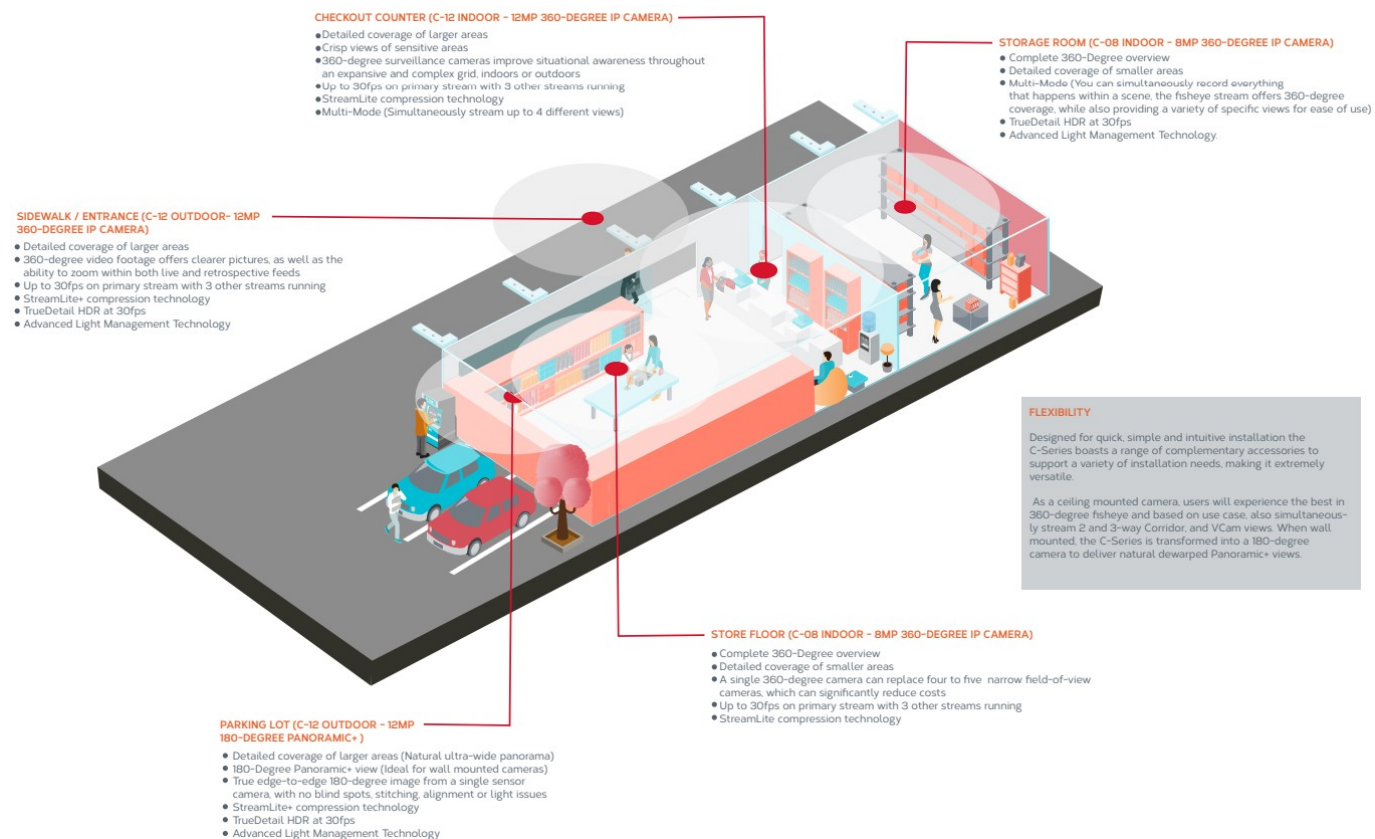 CHECKOUT COUNTER (C-12 INDOOR - 12MP 360-DEGREE IP CAMERA)
● Detailed coverage of larger areas
● Crisp views of sensitive areas
● 360-degree surveillance cameras improve situational awareness throughout
an expansive and complex grid, indoors or outdoors
● Up to 30fps on primary stream with 3 other streams running
● StreamLite compression technology
● Multi-Mode (Simultaneously stream up to 4 different views)
STORAGE ROOM (C-08 INDOOR - 8MP 360-DEGREE IP CAMERA)
● Complete 360-Degree overview
● Detailed coverage of smaller areas
● Multi-Mode (You can simultaneously record everything
that happens within a scene, the fisheye stream offers 360-degree
coverage, while also providing a variety of specific views for ease of use)
● TrueDetail HDR at 30fps
● Advanced Light Management Technology.
SIDEWALK / ENTRANCE (C-12 OUTDOOR- 12MP
360-DEGREE IP CAMERA)
● Detailed coverage of larger areas
● 360-degree video footage offers clearer pictures, as well as the
ability to zoom within both live and retrospective feeds
● Up to 30fps on primary stream with 3 other streams running
● StreamLite+ compression technology
● TrueDetail HDR at 30fps
● Advanced Light Management Technology
FLEXIBILITY
Designed for quick, simple and intuitive installation the
C-Series boasts a range of complementary accessories to
support a variety of installation needs, making it extremely
versatile.
As a ceiling mounted camera, users will experience the best in
360-degree fisheye and based on use case, also simultaneous-
ly stream 2 and 3-way Corridor, and VCam views. When wall
mounted, the C-Series is transformed into a 180-degree
camera to deliver natural dewarped Panoramic+ views.
STORE FLOOR (C-08 INDOOR - 8MP 360-DEGREE IP CAMERA)
● Complete 360-Degree overview
● Detailed coverage of smaller areas
● A single 360-degree camera can replace four to five narrow field-of-view
cameras, which can significantly reduce costs
● Up to 30fps on primary stream with 3 other streams running
● StreamLite compression technology
PARKING LOT (C-12 OUTDOOR - 12MP
180-DEGREE PANORAMIC+ )
● Detailed coverage of larger areas (Natural ultra-wide panorama)
● 180-Degree Panoramic+ view (Ideal for wall mounted cameras)
● True edge-to-edge 180-degree image from a single sensor
camera, with no blind spots, stitching, alignment or light issues
● StreamLite+ compression technology
● TrueDetail HDR at 30fps
● Advanced Light Management Technology